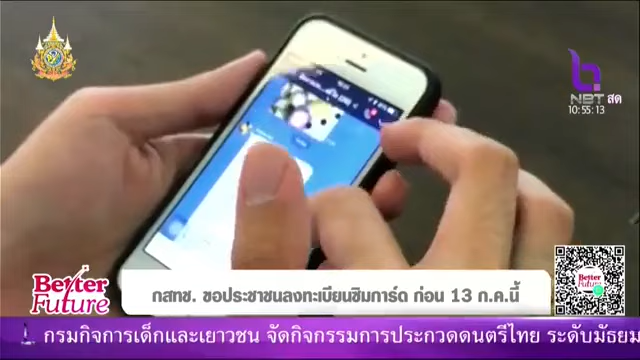 NBT สด
10:55:13
Better
Future
Better
Future
กสทช. ขอประชาชนลงทะเบียนซิมการ์ด ก่อน 13 ก.ค.นี้
กรมกิจการเด็กและเยาวชน จัดกิจกรรมการประกวดดนตรีไทย ระดับมัธยม